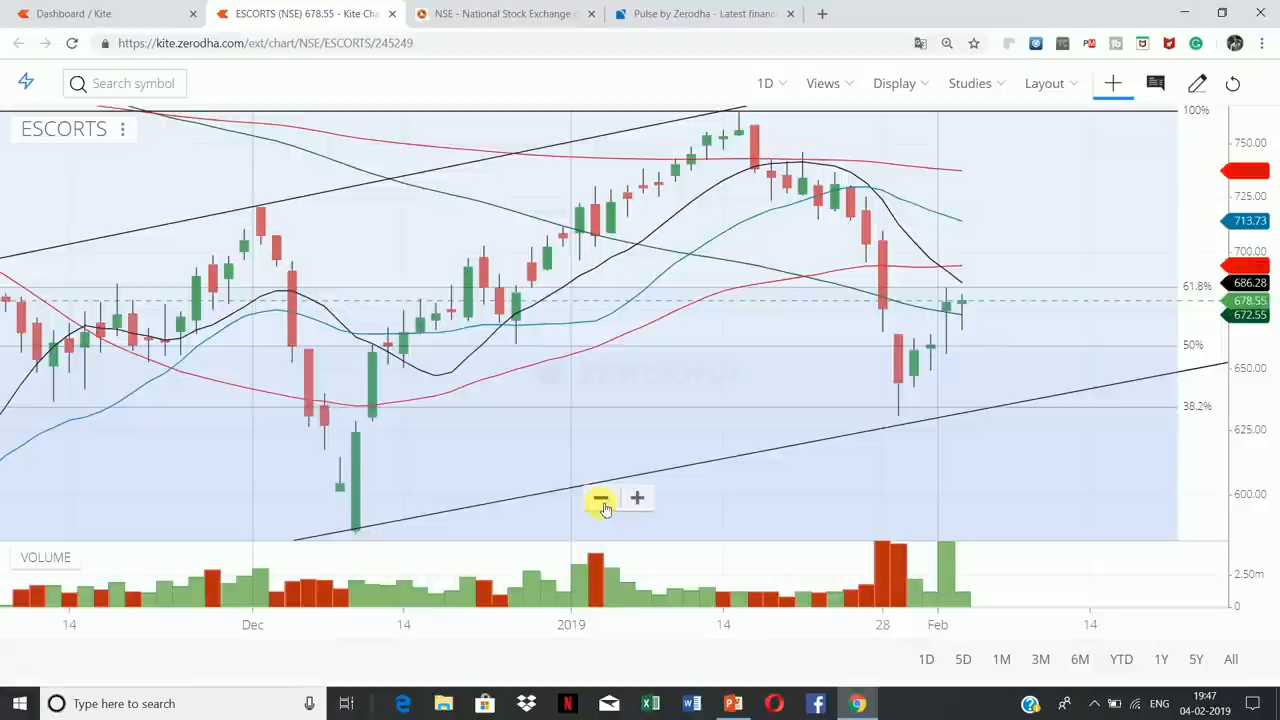 Dashboard / Kite
ESCORTS (NSE) 678.55 - Kite Cha
NSE - National Stock Exchange o
Pulse by Zerodha - Latest financ
https://kite.zerodha.com/ext/chart/NSE/ESCORTS/245249
Search symbol
1D
Views
Display
Studies
Layout
ESCORTS
100%
61.8%
50%
38.2%
750.00
725.00
713.73
700.00
686.28
678.55
672.55
650.00
625.00
600.00
ZERODHA
VOLUME
2.50m
0
14
Dec
14
2019
14
28
Feb
14
1D
5D
1M
3M
6M
YTD
1Y
5Y
All
Type here to search
ENG
19:47
04-02-2019